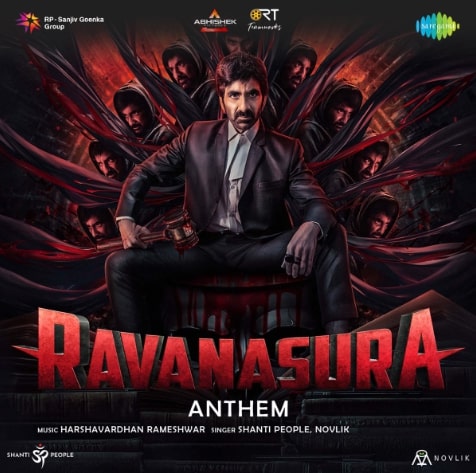 RP - Sanjiv Goenka
Group
ABHISHEK
RT
Teamworks
SAREGAMA
RAVANASURA
ANTHEM
MUSIC HARSHAVARDHAN RAMESHWAR SINGER SHANTI PEOPLE, NOVLIK
SHANTI PEOPLE
NOVLIK